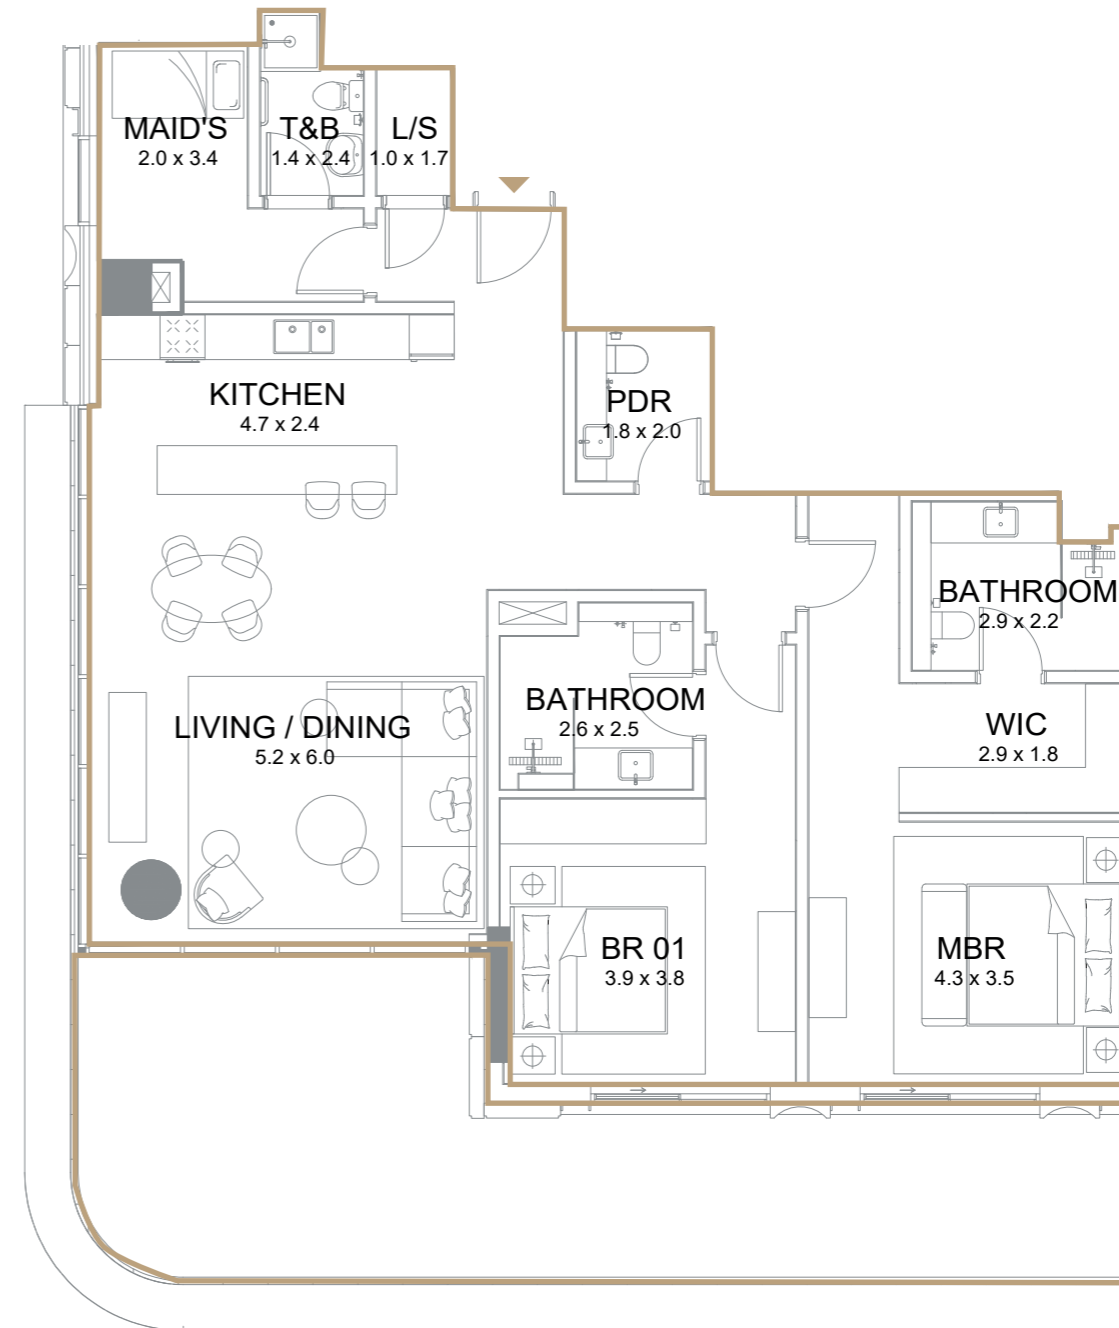 MAID'S
2.0 x 3.4
T&B
1.4 x 2.4
L/S
1.0 x 1.7
KITCHEN
4.7 x 2.4
PDR
1.8 x 2.0
BATHROOM
2.9 x 2.2
BATHROOM
2.6 x 2.5
LIVING / DINING
5.2 x 6.0
WIC
2.9 x 1.8
BR 01
3.9 x 3.8
MBR
4.3 x 3.5